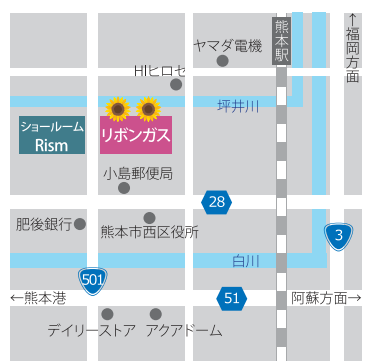 熊本駅
←福岡方面
ヤマダ電機
HIヒロセ
坪井川
ショールーム
Rism
リボンガス
小島郵便局
28
肥後銀行
熊本市西区役所
3
白川
501
←熊本港
51
阿蘇方面→
デイリーストア
アクアドーム